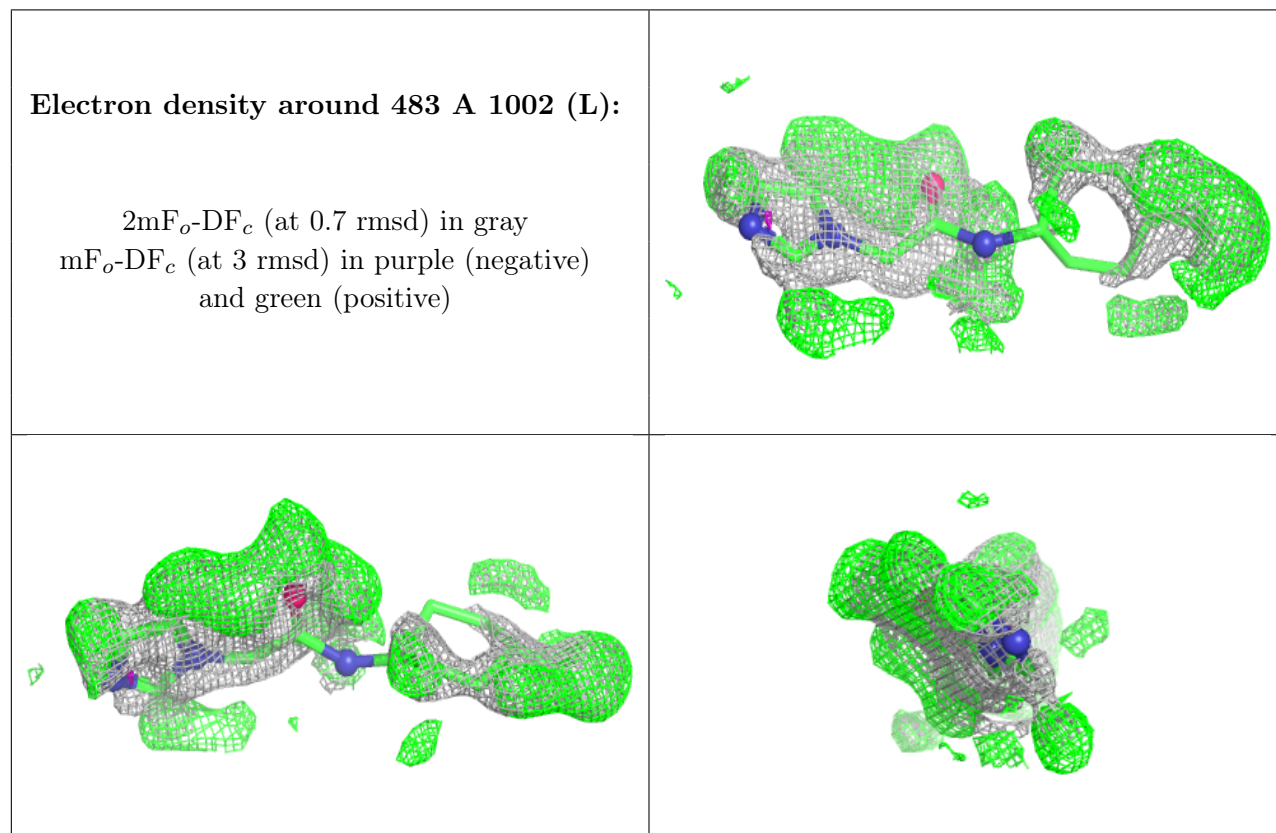 Electron density around 483 A 1002 (L):
2mFₒ-DF𝒸 (at 0.7 rmsd) in gray
mFₒ-DF𝒸 (at 3 rmsd) in purple (negative)
and green (positive)